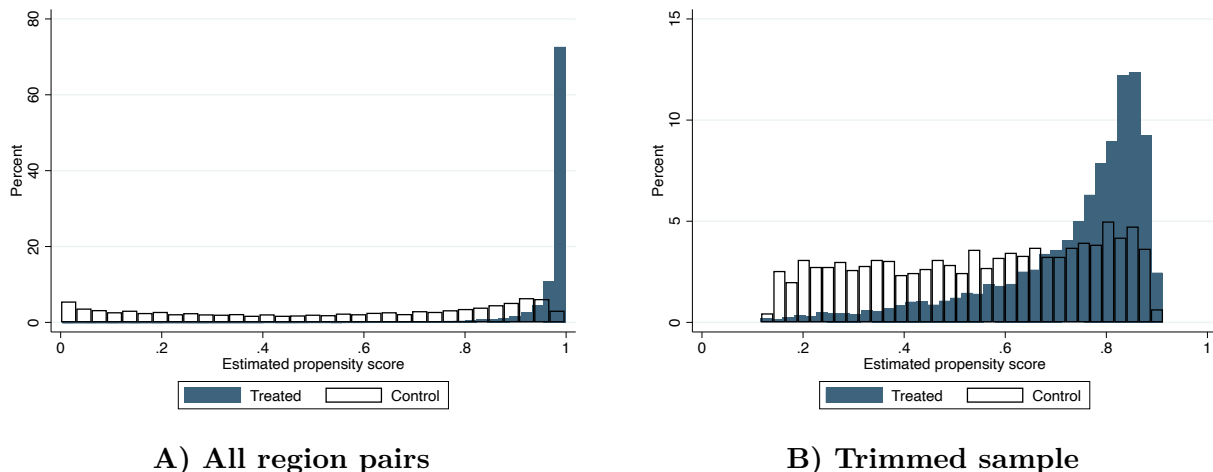 80
60
40
20
0
Percent
0 .2 .4 .6 .8 1
Estimated propensity score
Treated Control
A) All region pairs
15
10
5
0
Percent
0 .2 .4 .6 .8 1
Estimated propensity score
Treated Control
B) Trimmed sample